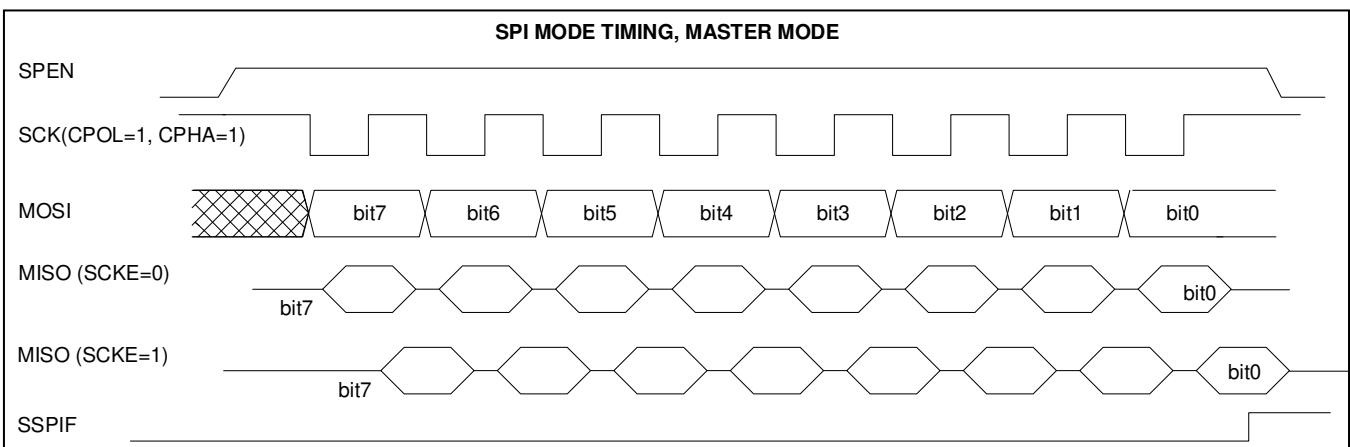 SPI MODE TIMING, MASTER MODE
SPEN
SCK(CPOL=1, CPHA=1)
MOSI bit7 bit6 bit5 bit4 bit3 bit2 bit1 bit0
MISO (SCKE=0)
bit7 bit0
MISO (SCKE=1)
bit7 bit0
SSPIF